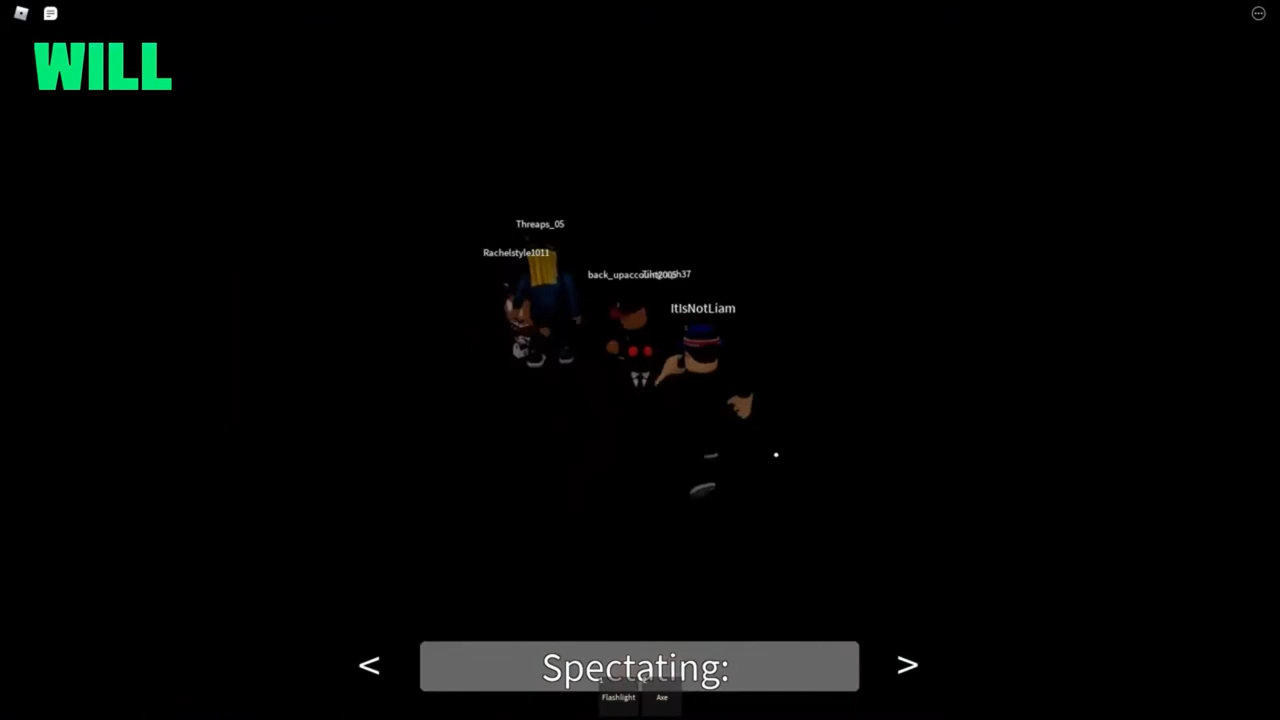 WILL
Threaps_05
Rachelstyle1011
ItIsNotLiam
< Spectating: >
Flashlight Axe